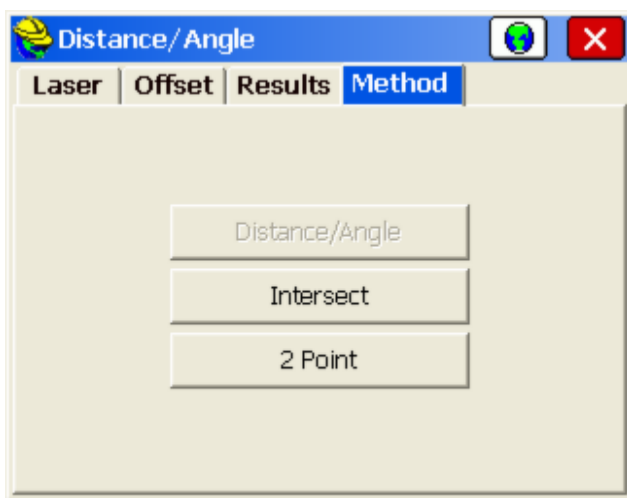 Distance/Angle
Laser Offset Results Method
Distance/Angle
Intersect
2 Point